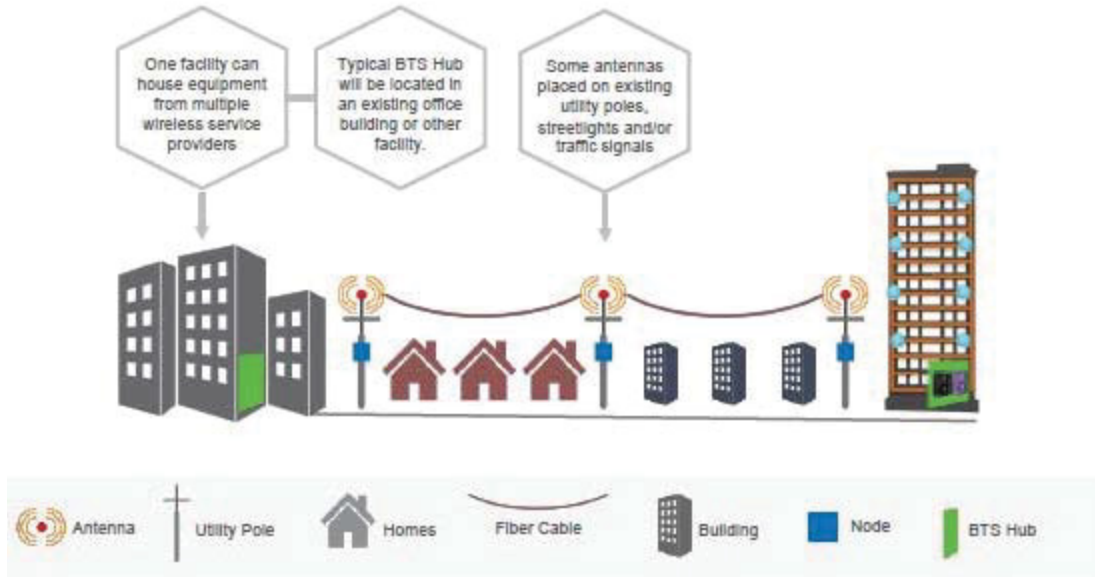 One facility can
house equipment
from multiple
wireless service
providers
Typical BTS Hub
will be located in
an existing office
building or other
facility.
Some antennas
placed on existing
utility poles,
streetlights and/or
traffic signals
Antenna
Utility Pole
Homes
Fiber Cable
Building
Node
BTS Hub